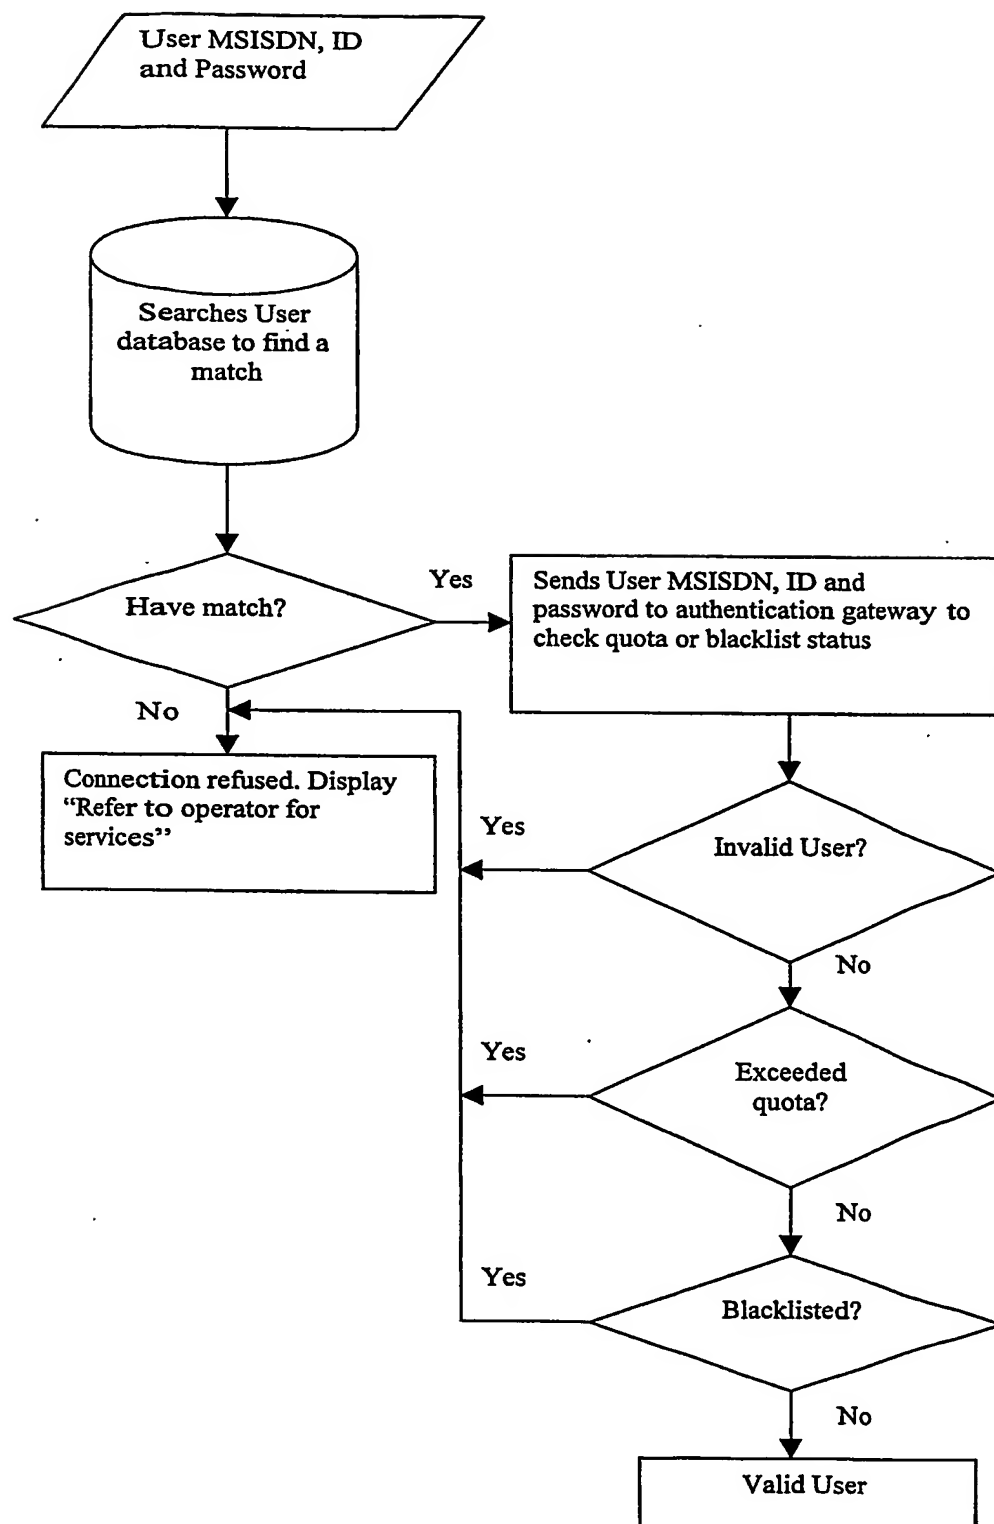 User MSISDN, ID
and Password
Searches User
database to find a
match
Have match?
Yes
Sends User MSISDN, ID and
password to authentication gateway to
check quota or blacklist status
No
Connection refused. Display
“Refer to operator for
services”
Yes
Invalid User?
No
Yes
Exceeded
quota?
No
Yes
Blacklisted?
No
Valid User